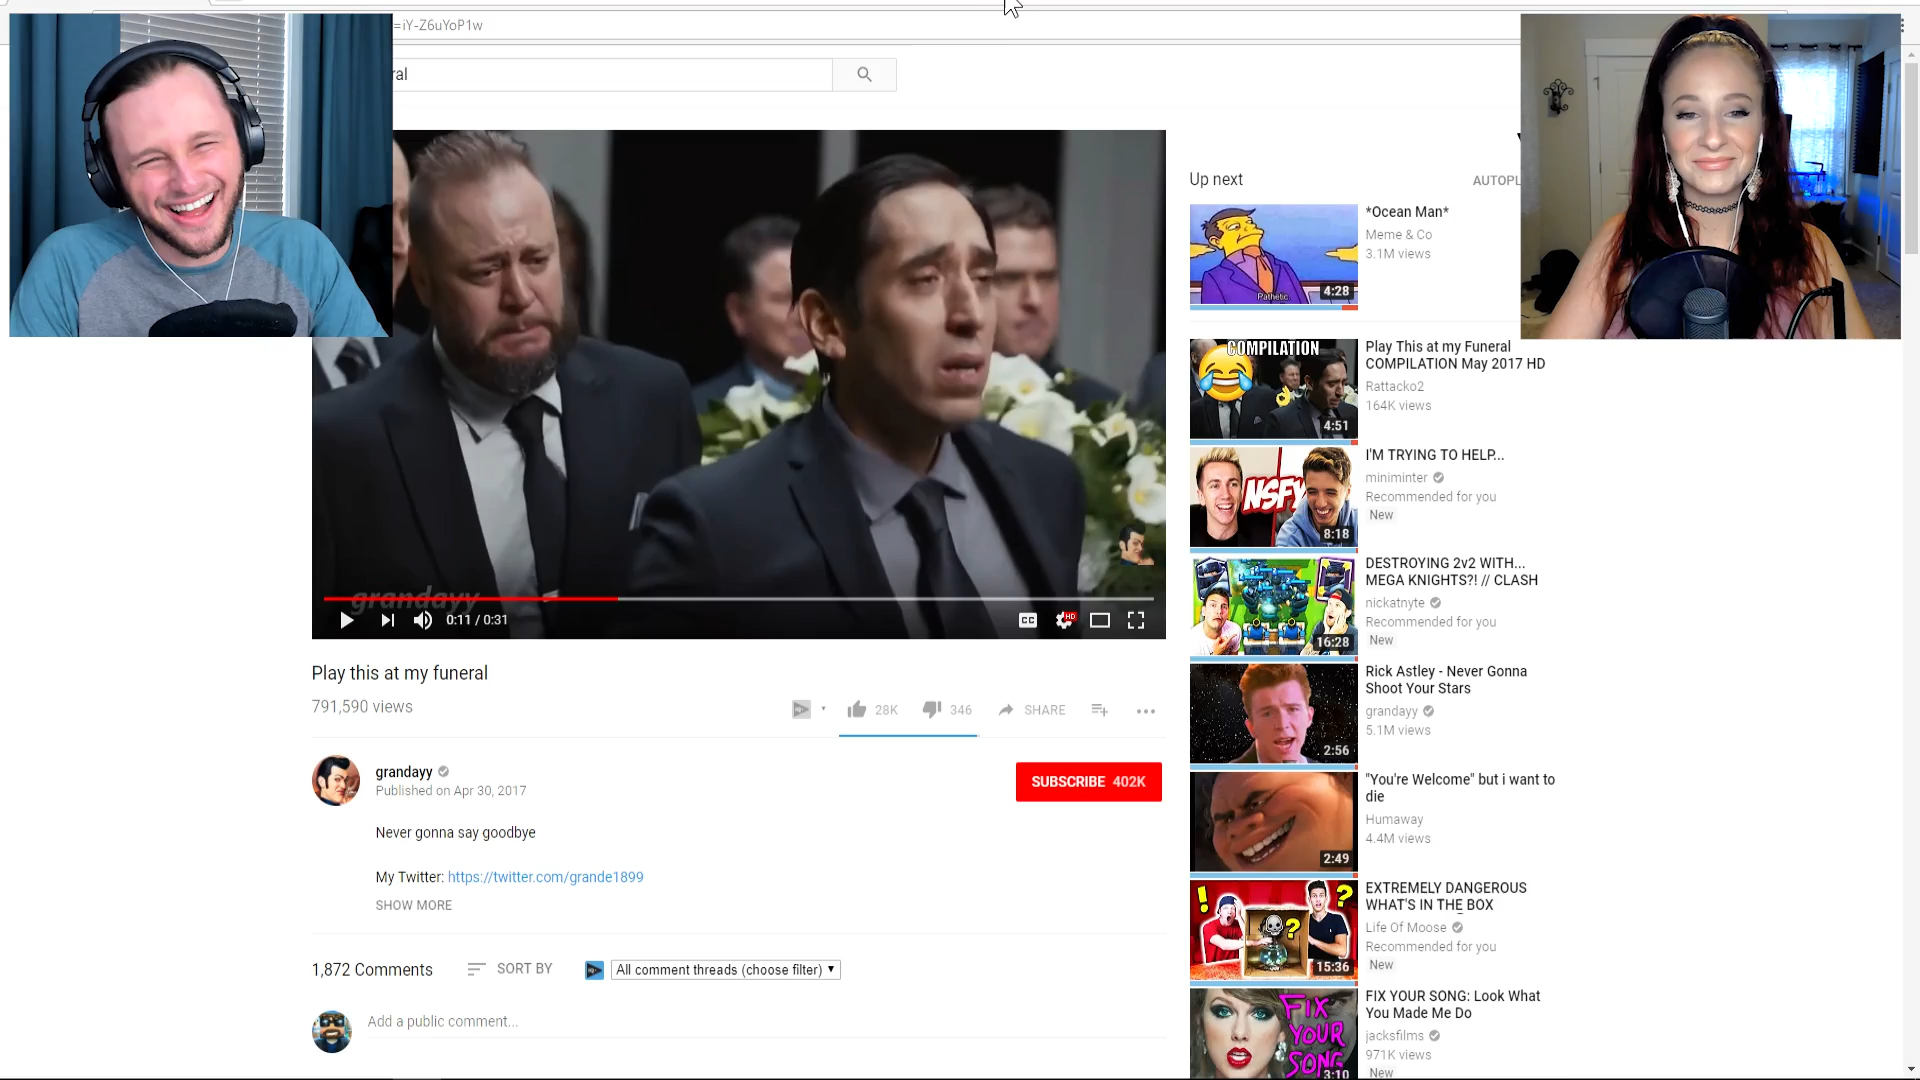 =iY-Z6uYoP1w
ral
grandayy
0:11 / 0:31
CC
HD
Play this at my funeral
791,590 views
28K
346
SHARE
grandayy
Published on Apr 30, 2017
SUBSCRIBE 402K
Never gonna say goodbye
My Twitter: https://twitter.com/grande1899
SHOW MORE
1,872 Comments
SORT BY
All comment threads (choose filter)
Add a public comment...
Up next
AUTOPL
Pathetic.
4:28
*Ocean Man*
Meme & Co
3.1M views
COMPILATION
4:51
Play This at my Funeral
COMPILATION May 2017 HD
Rattacko2
164K views
NSFY
8:18
I'M TRYING TO HELP...
miniminter
Recommended for you
New
16:28
DESTROYING 2v2 WITH...
MEGA KNIGHTS?! // CLASH
nickatnyte
Recommended for you
New
2:56
Rick Astley - Never Gonna
Shoot Your Stars
grandayy
5.1M views
2:49
"You're Welcome" but i want to
die
Humaway
4.4M views
! ? ?
15:36
EXTREMELY DANGEROUS
WHAT'S IN THE BOX
Life Of Moose
Recommended for you
New
FIX
YOUR
SONG
3:10
FIX YOUR SONG: Look What
You Made Me Do
jacksfilms
971K views
New